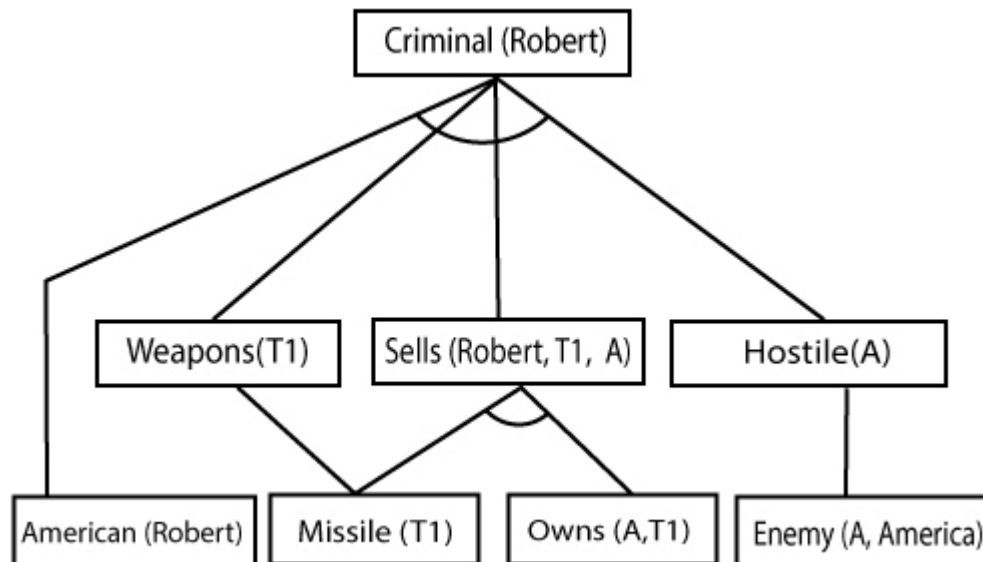 Criminal (Robert)
Weapons(T1)
Sells (Robert, T1, A)
Hostile(A)
American (Robert)
Missile (T1)
Owns (A,T1)
Enemy (A, America)